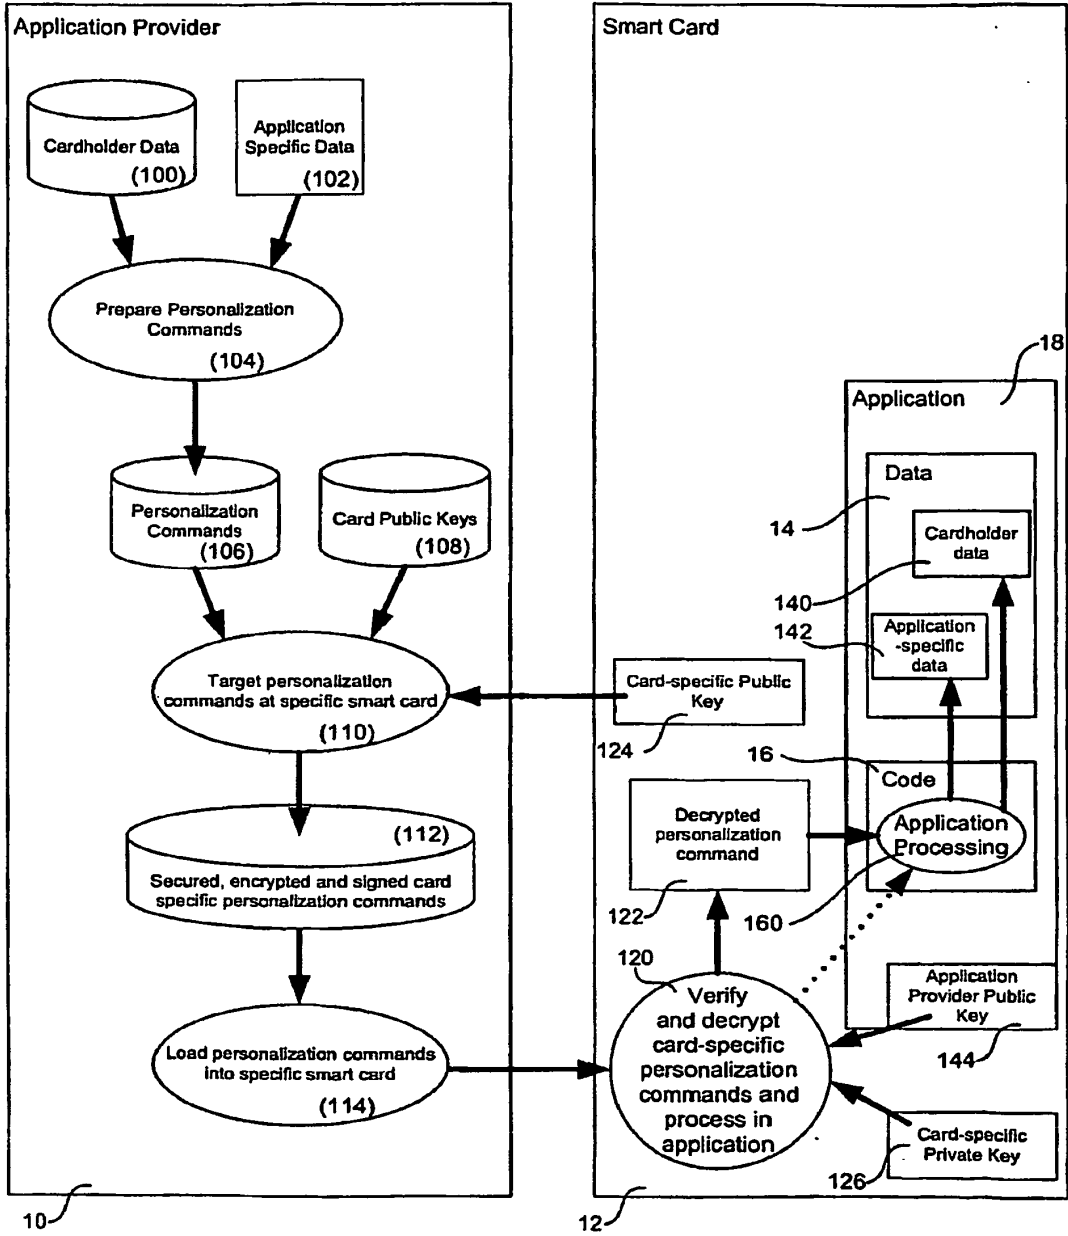 Application Provider
Cardholder Data
(100)
Application
Specific Data
(102)
Prepare Personalization
Commands
(104)
Personalization
Commands
(106)
Card Public Keys
(108)
Target personalization
commands at specific smart card
(110)
(112)
Secured, encrypted and signed card
specific personalization commands
Load personalization commands
into specific smart card
(114)
10
Smart Card
18
Application
Data
14
Cardholder
data
140
142
Application
-specific
data
Card-specific Public
Key
124
16
Code
Decrypted
personalization
command
Application
Processing
122
160
120
Verify
and decrypt
card-specific
personalization
commands and
process in
application
Application
Provider Public
Key
144
Card-specific
Private Key
126
12